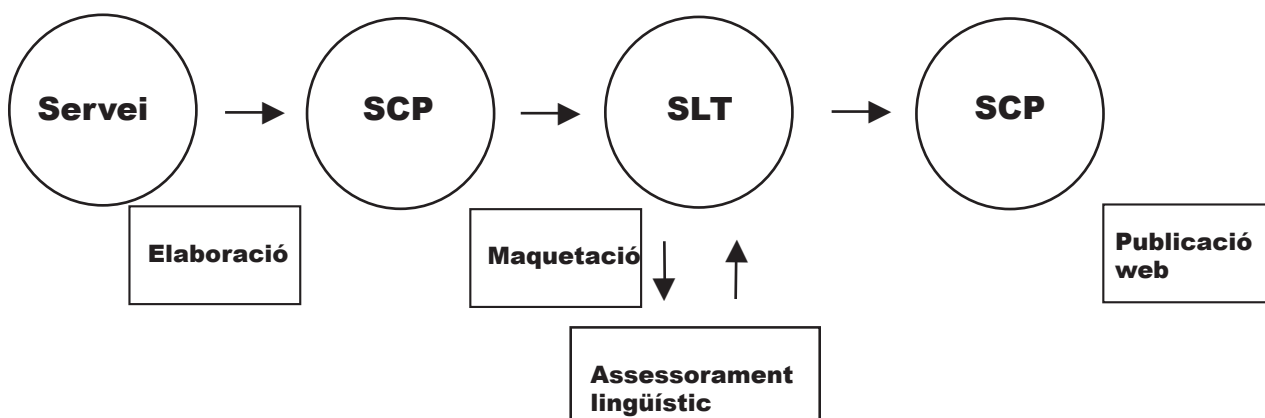 Servei
SCP
SLT
SCP
Elaboració
Maquetació
Publicació
web
Assessorament
lingüístic